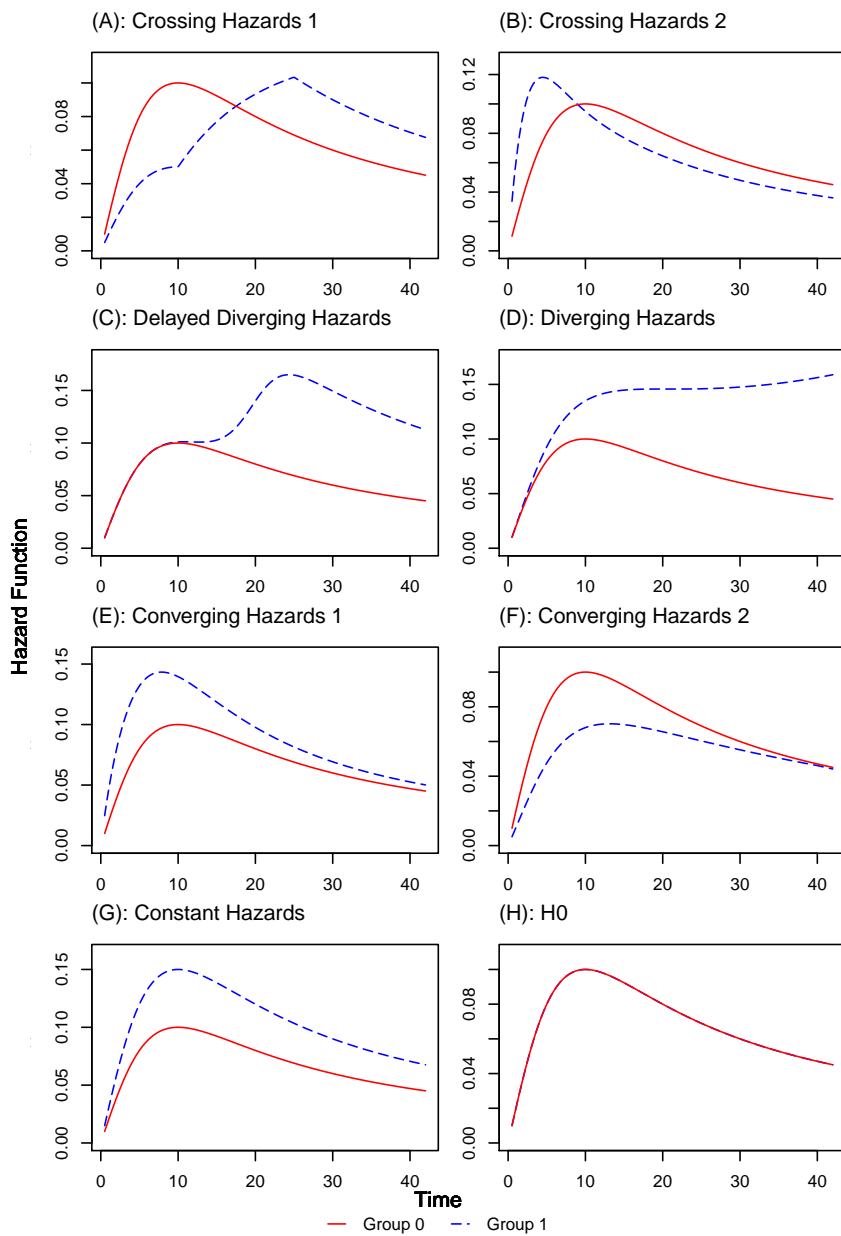 (A): Crossing Hazards 1
0.00 0.04 0.08
0 10 20 30 40
(B): Crossing Hazards 2
0.00 0.04 0.08 0.12
0 10 20 30 40
(C): Delayed Diverging Hazards
0.00 0.05 0.10 0.15
0 10 20 30 40
(D): Diverging Hazards
0.00 0.05 0.10 0.15
0 10 20 30 40
Hazard Function
(E): Converging Hazards 1
0.00 0.05 0.10 0.15
0 10 20 30 40
(F): Converging Hazards 2
0.00 0.04 0.08
0 10 20 30 40
(G): Constant Hazards
0.00 0.05 0.10 0.15
0 10 20 30 40
(H): H0
0.00 0.04 0.08
0 10 20 30 40
Time
Group 0 Group 1